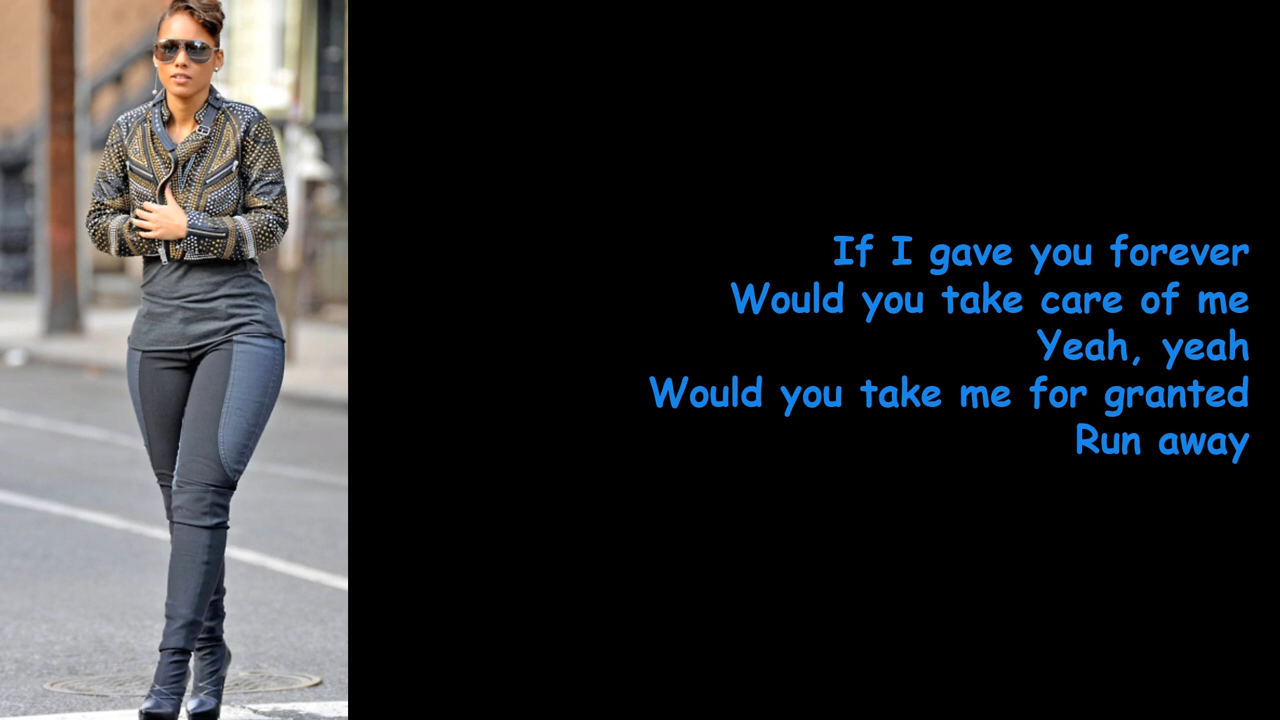 If I gave you forever
Would you take care of me
Yeah, yeah
Would you take me for granted
Run away